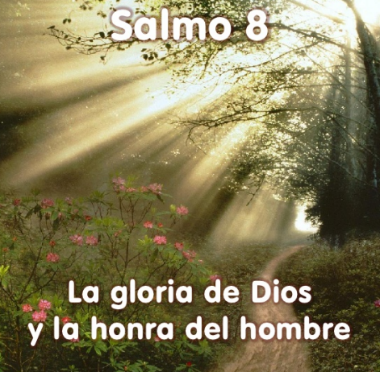 Salmo 8
La gloria de Dios
y la honra del hombre